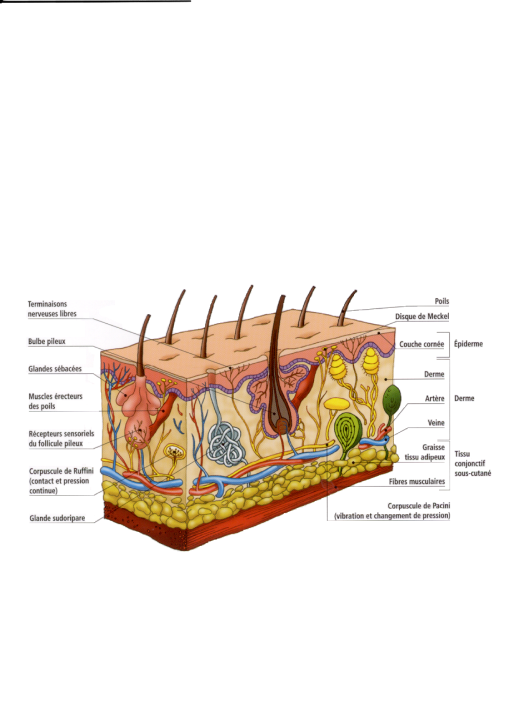 Terminaisons
nerveuses libres
Bulbe pileux
Glandes sébacées
Muscles érecteurs
des poils
Récepteurs sensoriels
du follicule pileux
Corpuscule de Ruffini
(contact et pression
continue)
Glande sudoripare
Poils
Disque de Meckel
Couche cornée
Épiderme
Derme
Artère
Derme
Veine
Graisse
tissu adipeux
Tissu
conjonctif
sous-cutané
Fibres musculaires
Corpuscule de Pacini
(vibration et changement de pression)